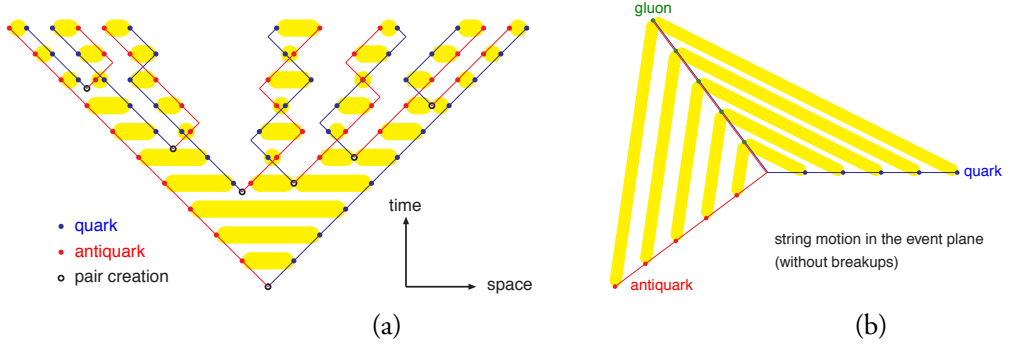 (a)
quark
antiquark
pair creation
time
space
(b)
gluon
quark
antiquark
string motion in the event plane
(without breakups)